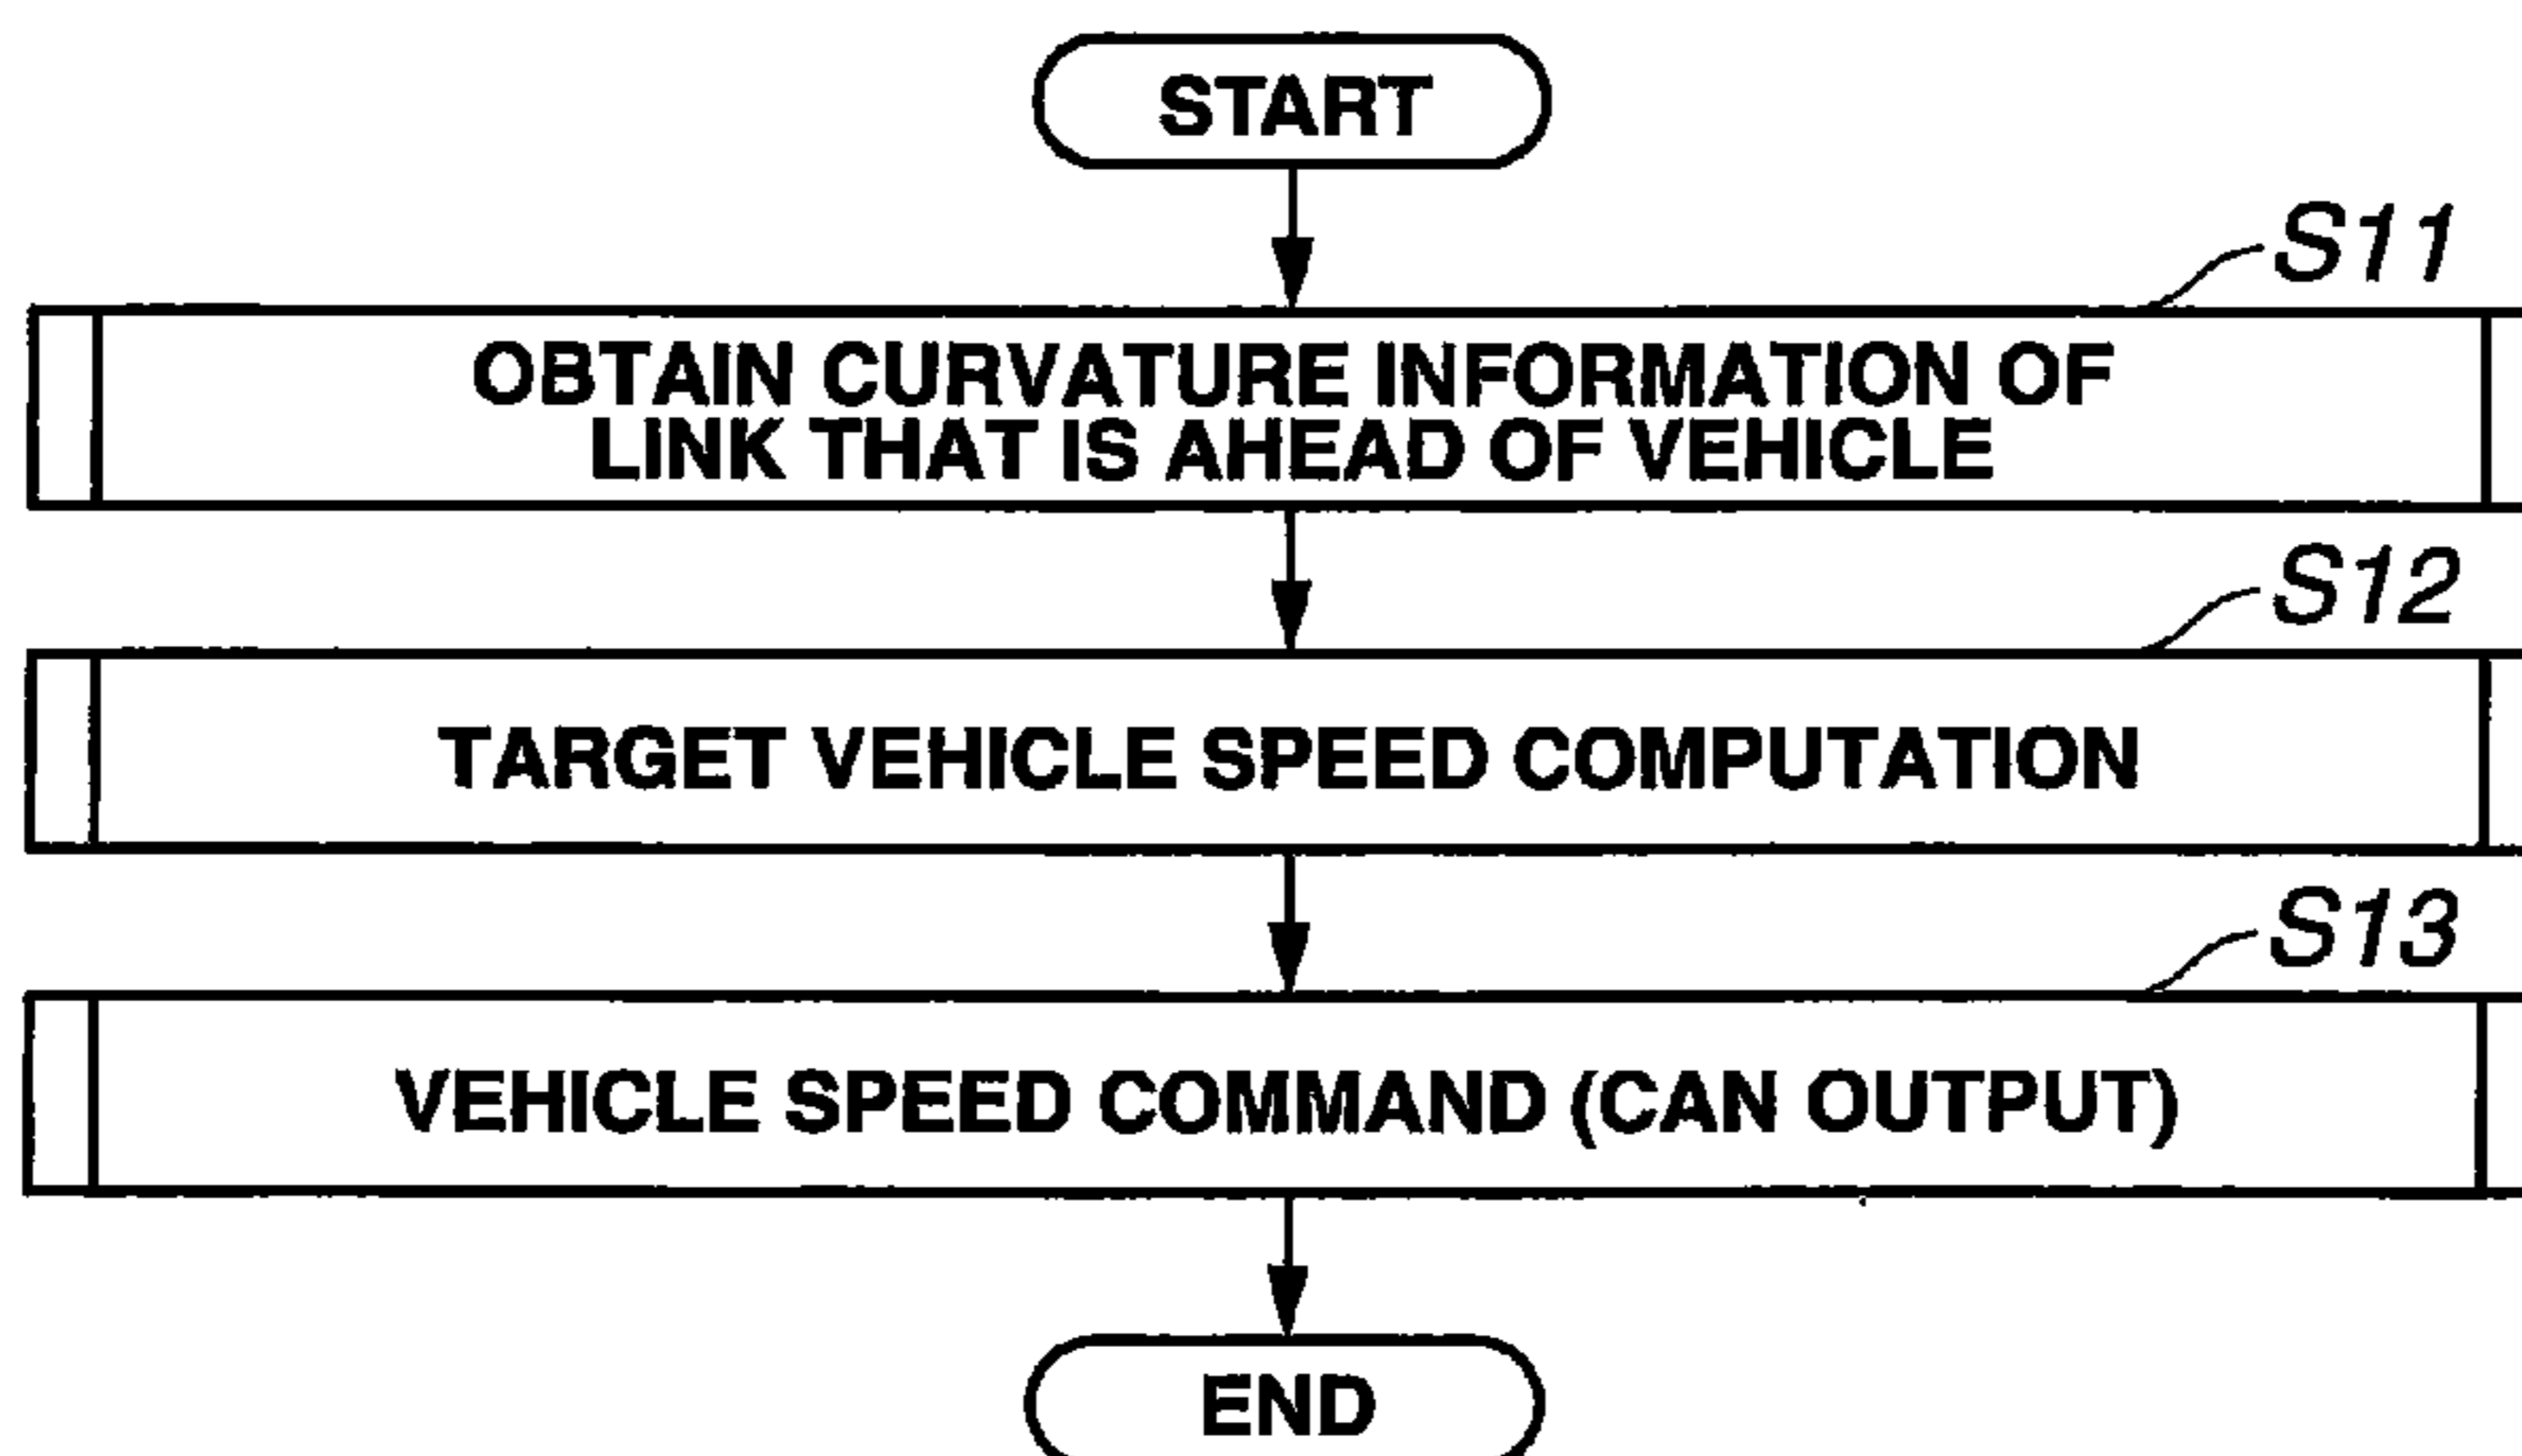 START
S11
OBTAIN CURVATURE INFORMATION OF
LINK THAT IS AHEAD OF VEHICLE
S12
TARGET VEHICLE SPEED COMPUTATION
S13
VEHICLE SPEED COMMAND (CAN OUTPUT)
END